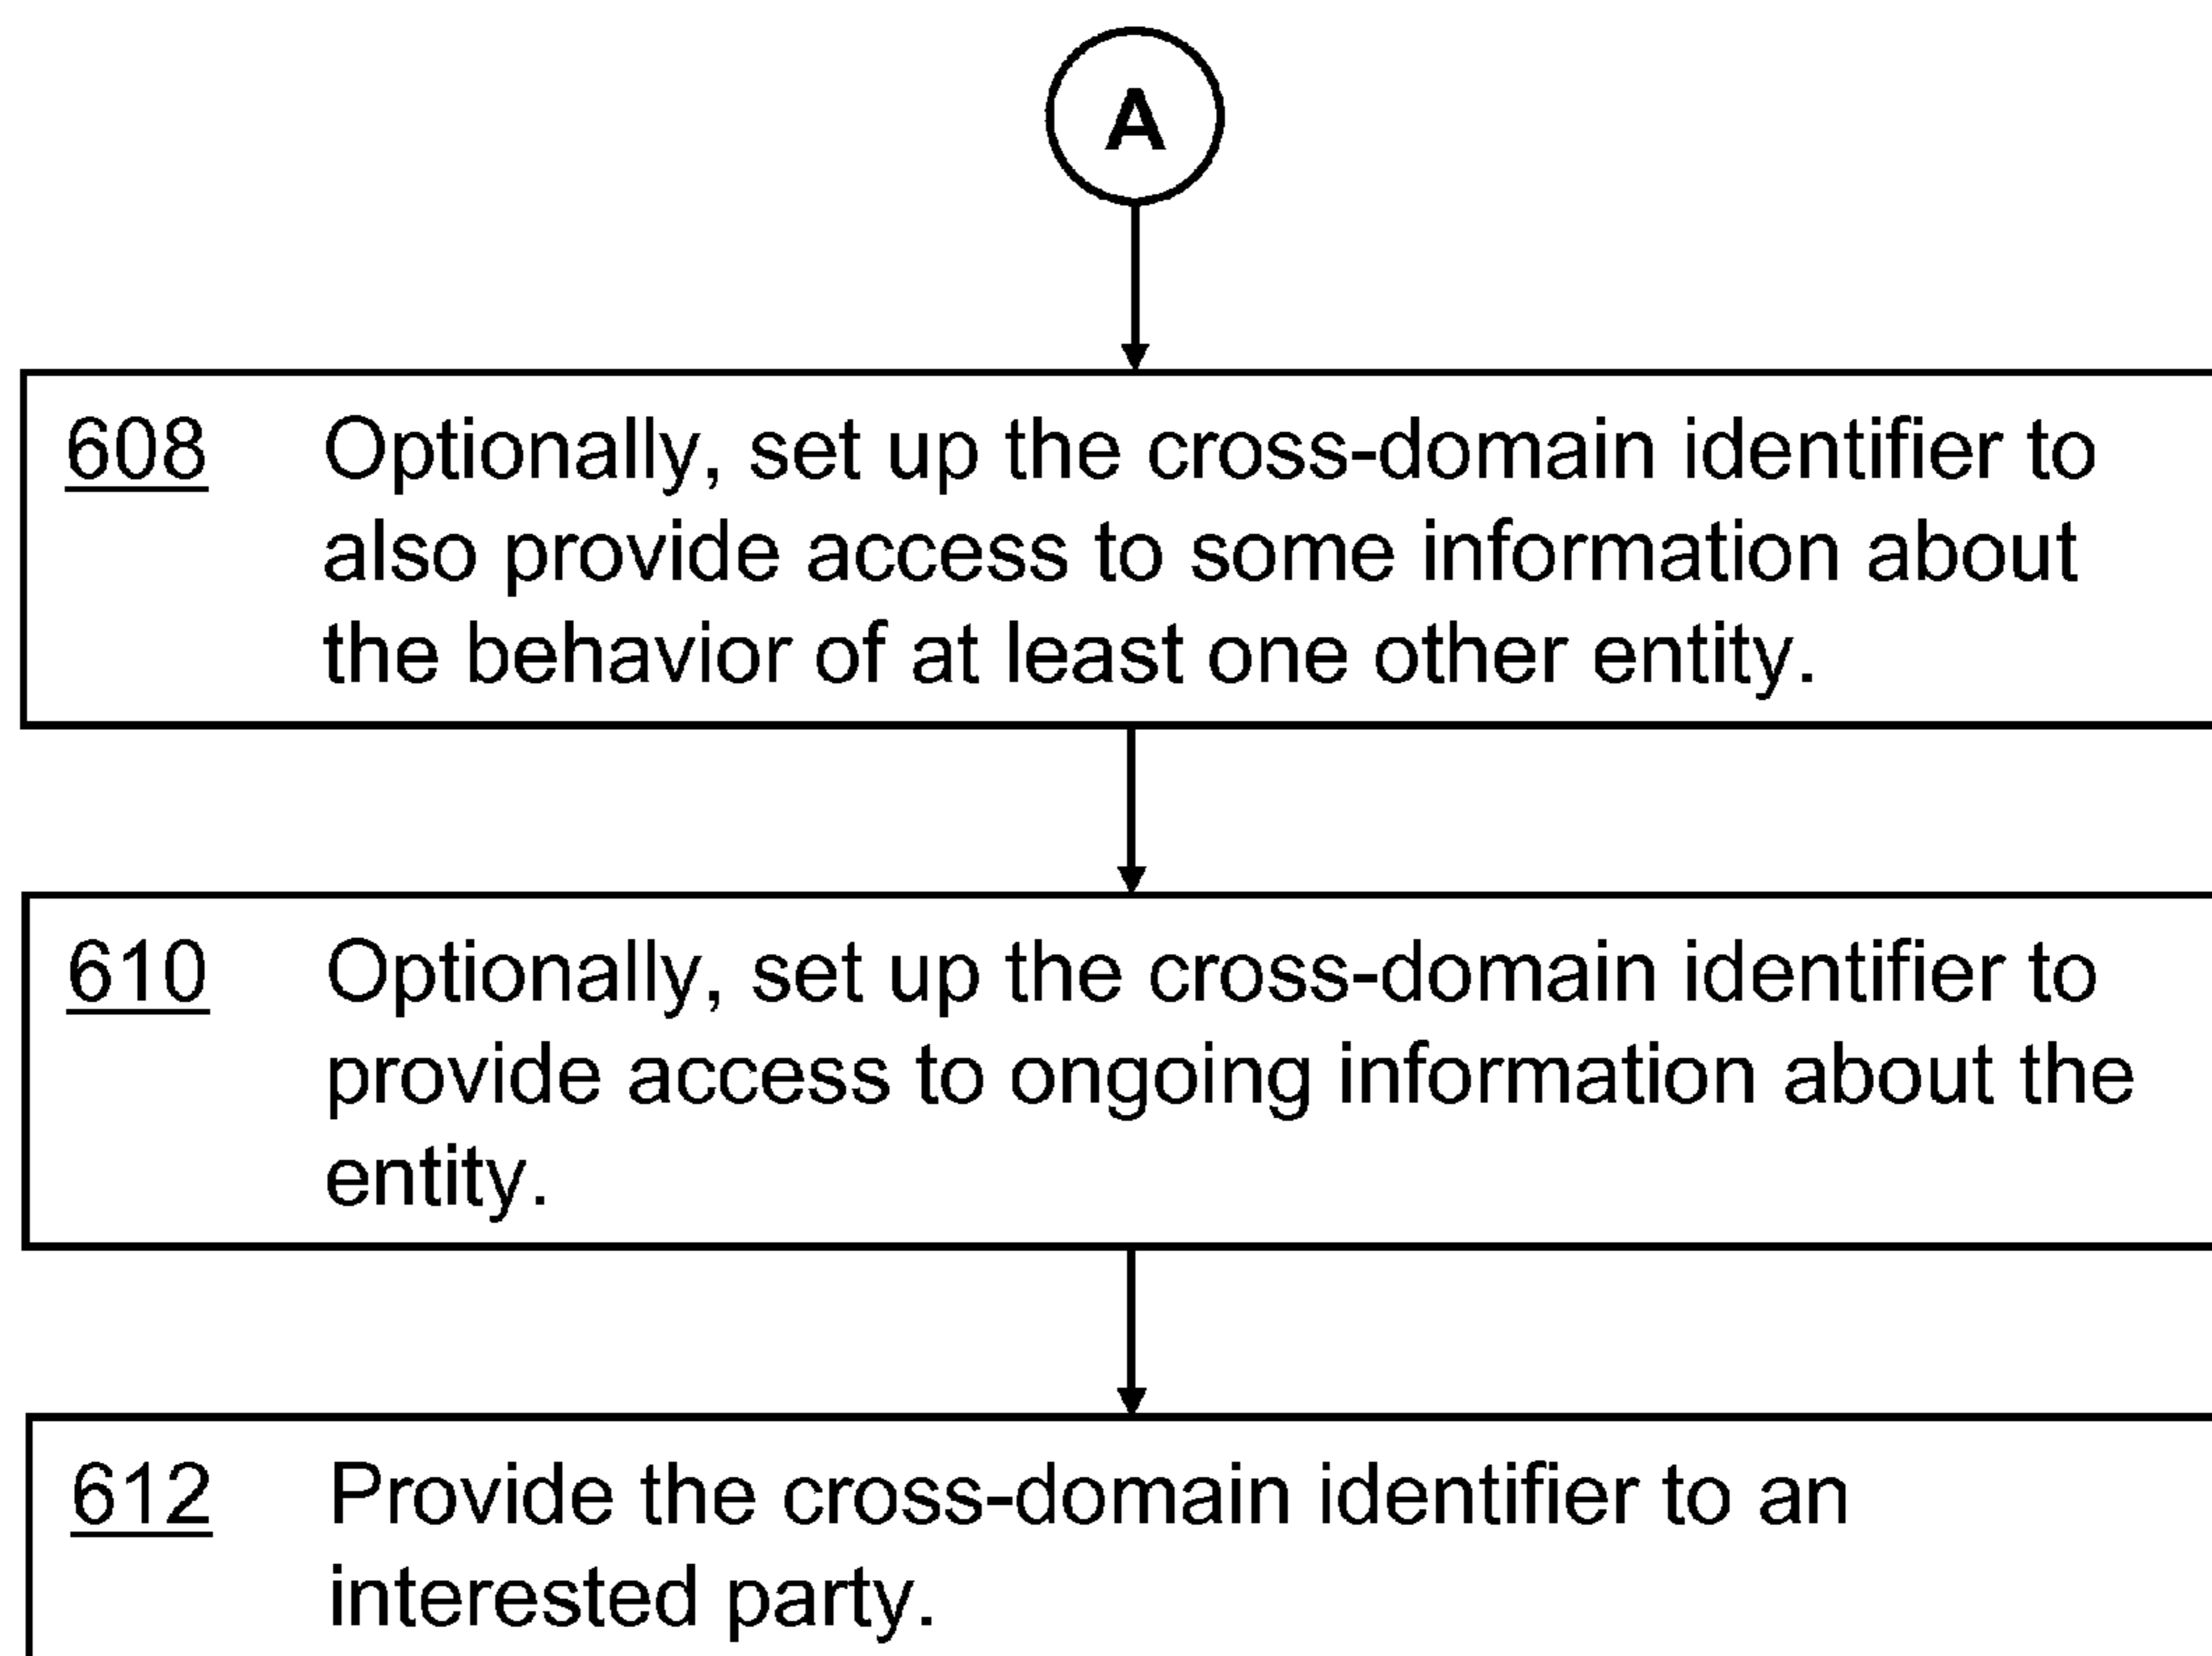 A
608 Optionally, set up the cross-domain identifier to
also provide access to some information about
the behavior of at least one other entity.
610 Optionally, set up the cross-domain identifier to
provide access to ongoing information about the
entity.
612 Provide the cross-domain identifier to an
interested party.